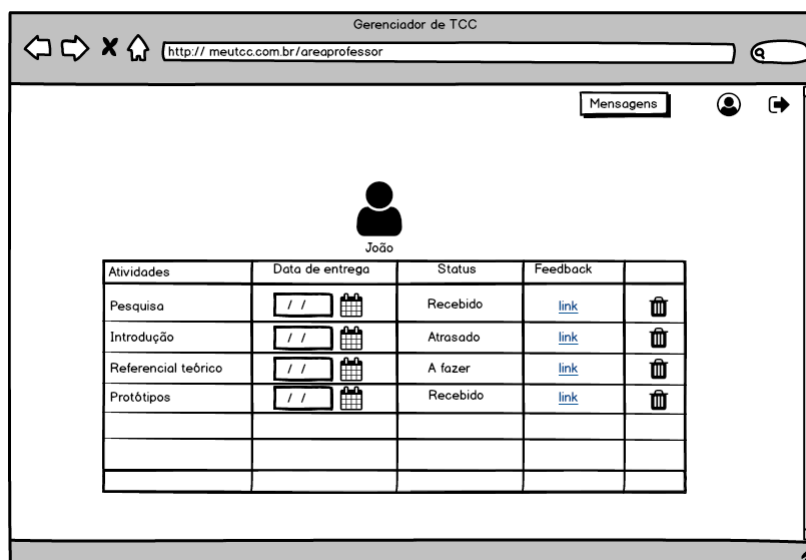 Gerenciador de TCC
http:// meutcc.com.br/areaprofessor
Mensagens
João
Atividades Data de entrega Status Feedback
Pesquisa / / Recebido link
Introdução / / Atrasado link
Referencial teórico / / A fazer link
Protótipos / / Recebido link